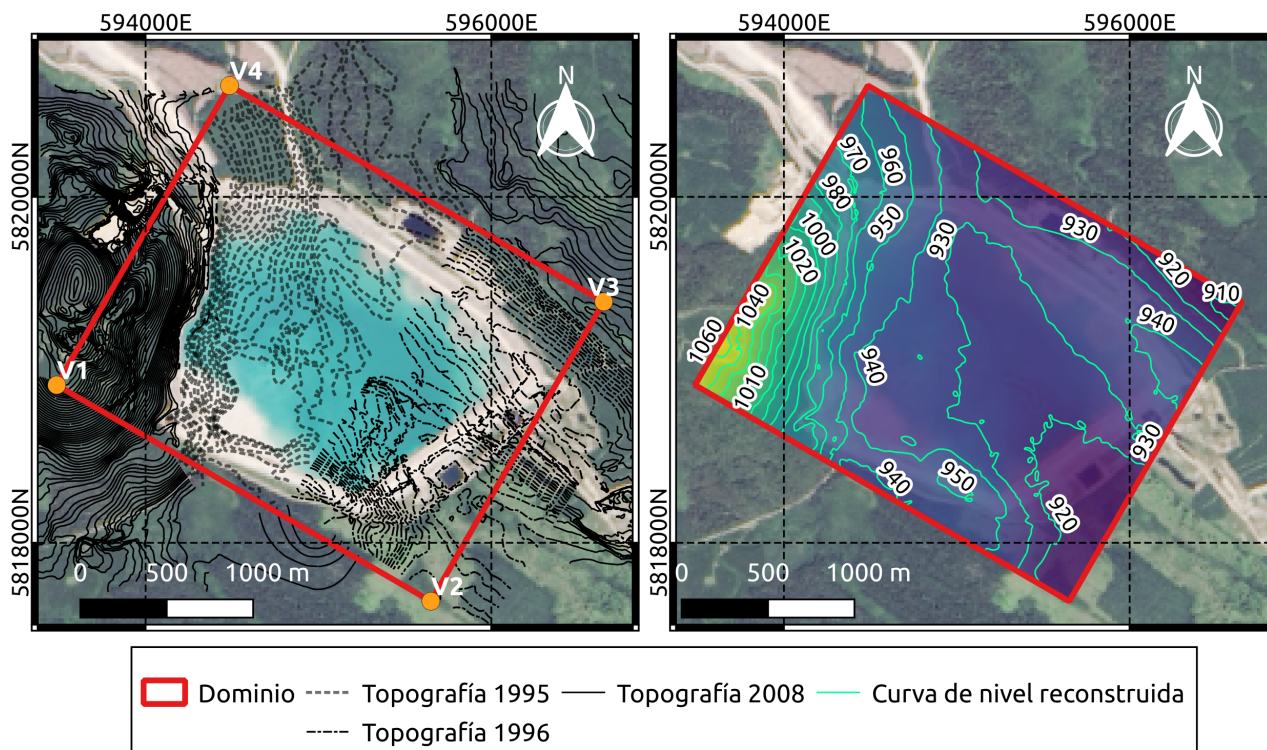 594000E 596000E
594000E 596000E
5820000N
5818000N
V4
V3
V1
V2
N
0 500 1000 m
5820000N
5818000N
N
970
960
980
950
1000
930
1020
930
920
910
1040
940
1060
940
1010
930
940
950
920
0 500 1000 m
Dominio Topografía 1995 Topografía 2008 Curva de nivel reconstruida
Topografía 1996